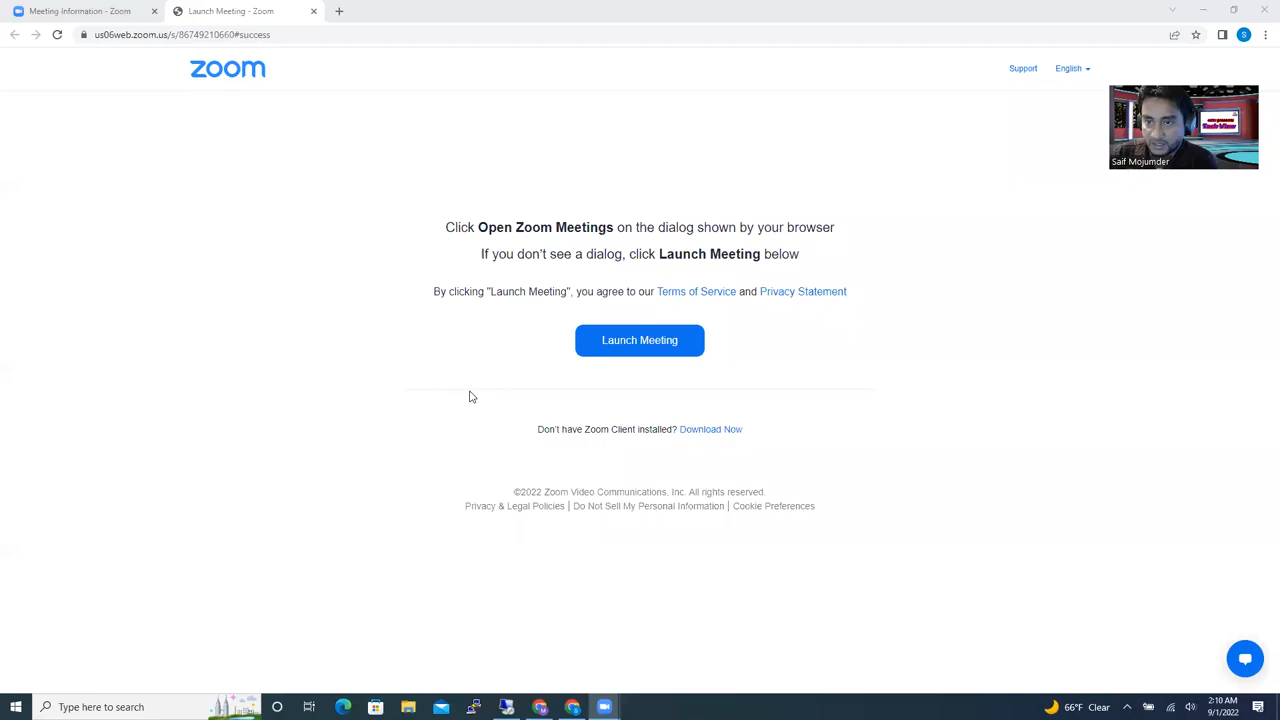 Meeting Information - Zoom
Launch Meeting - Zoom
us06web.zoom.us/s/86749210660#success
S
zoom
Support
English
Tech View
Saif Mojumder
Click Open Zoom Meetings on the dialog shown by your browser
If you don't see a dialog, click Launch Meeting below
By clicking "Launch Meeting", you agree to our Terms of Service and Privacy Statement
Launch Meeting
Don't have Zoom Client installed? Download Now
©2022 Zoom Video Communications, Inc. All rights reserved.
Privacy & Legal Policies | Do Not Sell My Personal Information | Cookie Preferences
Type here to search
66°F Clear
2:10 AM
9/1/2022